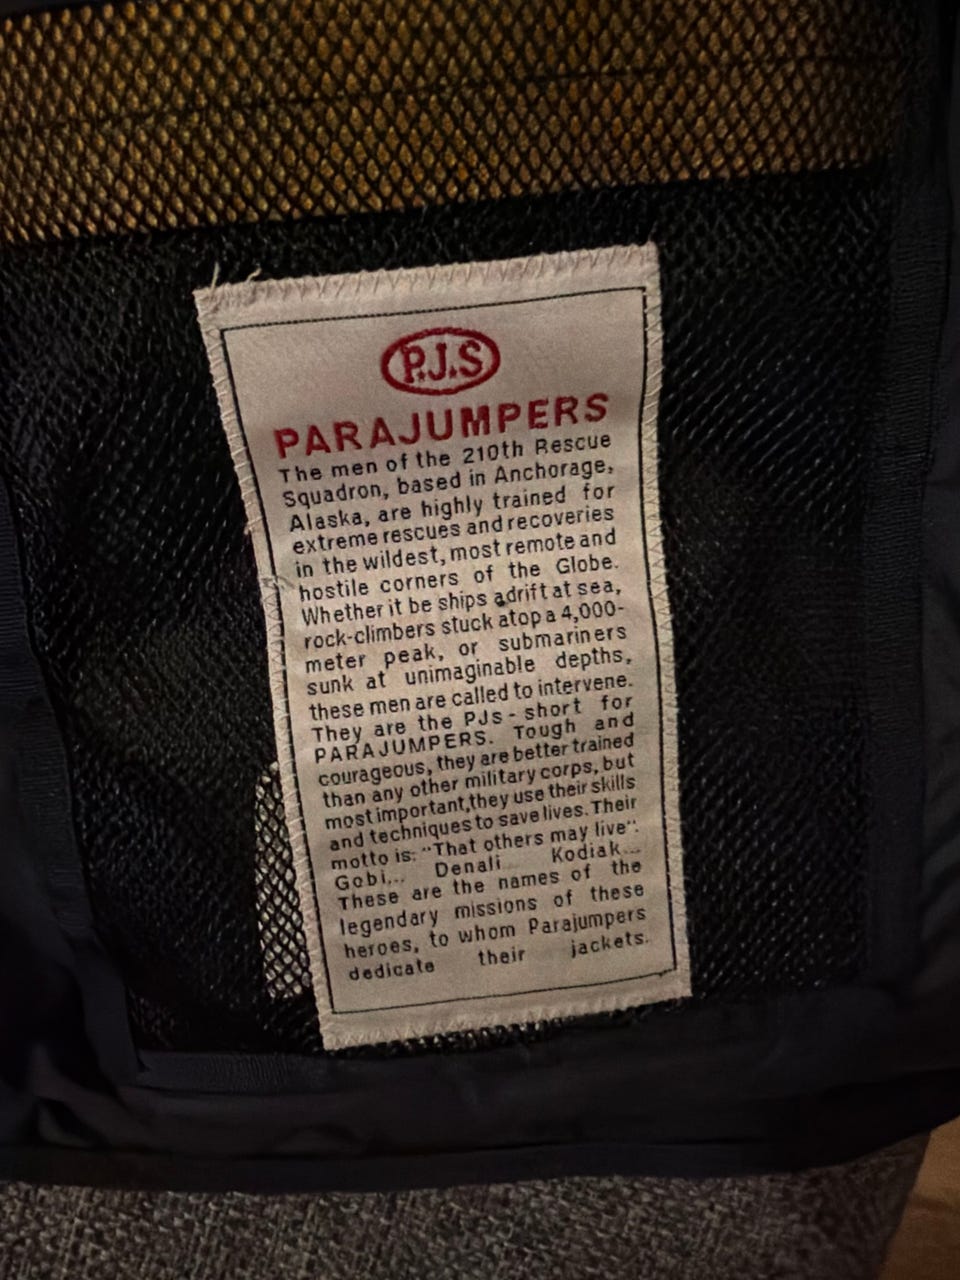 P.J.S
PARAJUMPERS
The men of the 210th Rescue
Squadron, based in Anchorage,
Alaska, are highly trained for
extreme rescues and recoveries
in the wildest, most remote and
hostile corners of the Globe.
Whether it be ships adrift at sea,
rock-climbers stuck atop a 4,000-
meter peak, or submariners
sunk at unimaginable depths,
these men are called to intervene.
They are the PJs - short for
PARAJUMPERS. Tough and
courageous, they are better trained
than any other military corps, but
most important,they use their skills
and techniques to save lives. Their
motto is: "That others may live".
Gobi... Denali... Kodiak...
These are the names of the
legendary missions of these
heroes, to whom Parajumpers
dedicate their jackets.